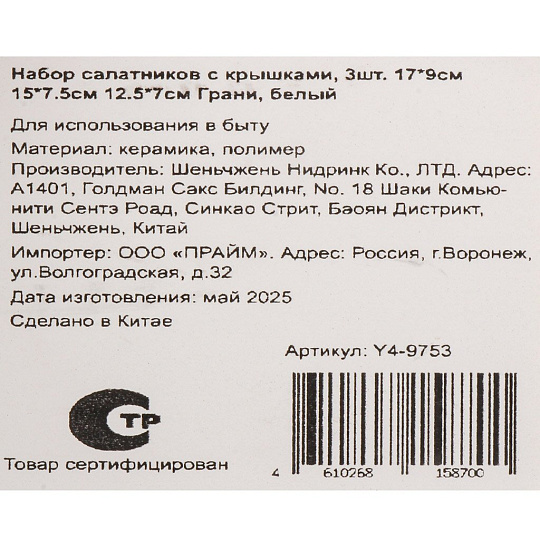 Набор салатников с крышками, 3шт. 17*9см
15*7.5см 12.5*7см Грани, белый
Для использования в быту
Материал: керамика, полимер
Производитель: Шеньчжень Нидринк Ко., ЛТД. Адрес:
А1401, Голдман Сакс Билдинг, No. 18 Шаки Комью-
нити Сентэ Роад, Синкао Стрит, Бэоян Дистрикт,
Шеньчжень, Китай
Импортер: ООО «ПРАЙМ». Адрес: Россия, г.Воронеж,
ул.Волгоградская, д.32
Дата изготовления: май 2025
Сделано в Китае
Артикул: Y4-9753
ТР
Товар сертифицирован
4 610268 158700